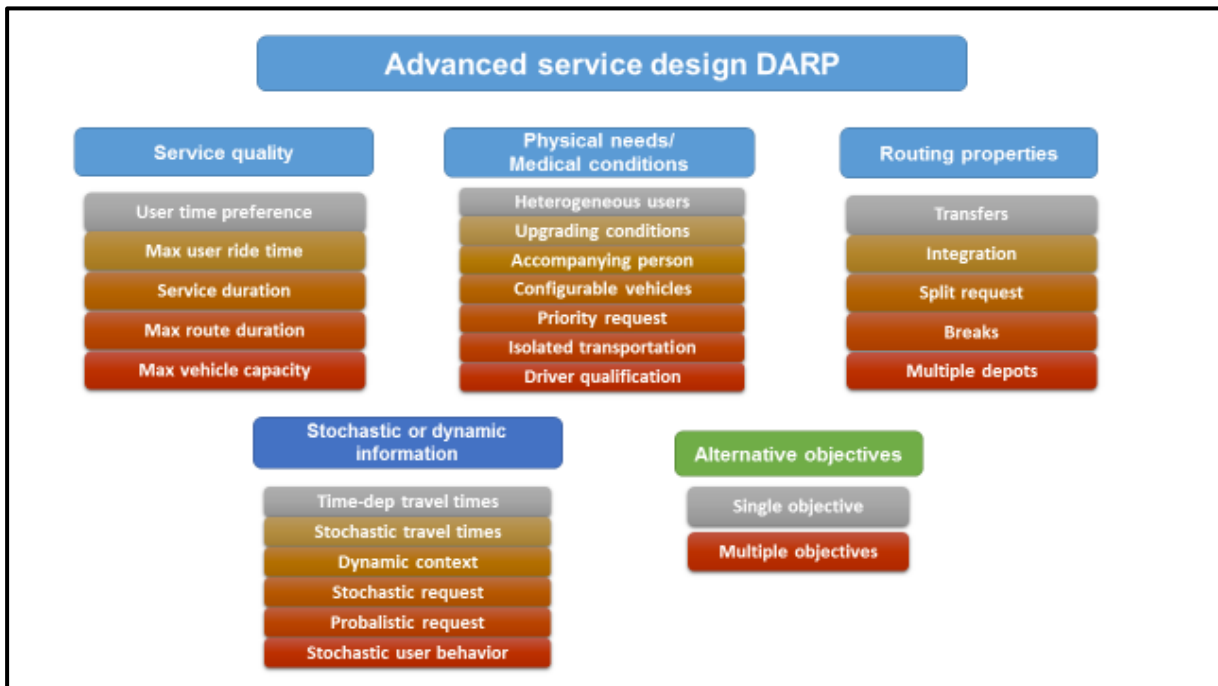 Advanced service design DARP
Service quality
User time preference
Max user ride time
Service duration
Max route duration
Max vehicle capacity
Physical needs/
Medical conditions
Heterogeneous users
Upgrading conditions
Accompanying person
Configurable vehicles
Priority request
Isolated transportation
Driver qualification
Routing properties
Transfers
Integration
Split request
Breaks
Multiple depots
Stochastic or dynamic
information
Time-dep travel times
Stochastic travel times
Dynamic context
Stochastic request
Probalistic request
Stochastic user behavior
Alternative objectives
Single objective
Multiple objectives